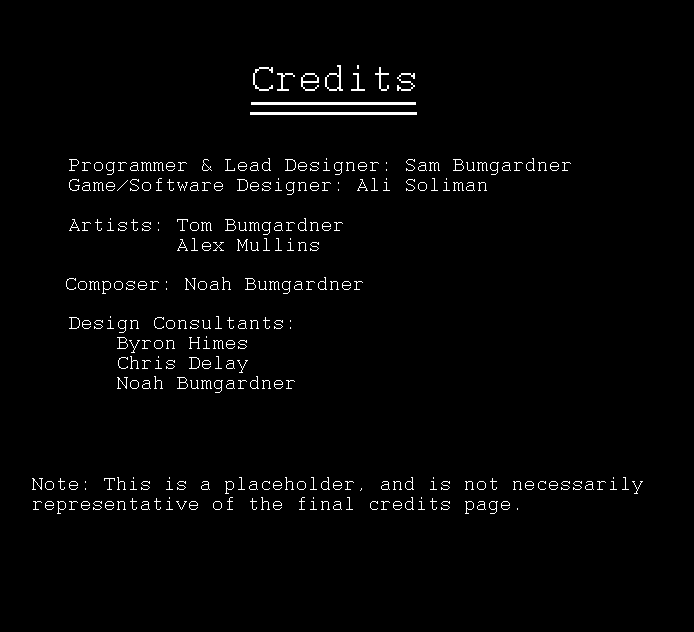 Credits
Programmer & Lead Designer: Sam Bumgardner
Game/Software Designer: Ali Soliman
Artists: Tom Bumgardner
Alex Mullins
Composer: Noah Bumgardner
Design Consultants:
Byron Himes
Chris Delay
Noah Bumgardner
Note: This is a placeholder, and is not necessarily
representative of the final credits page.